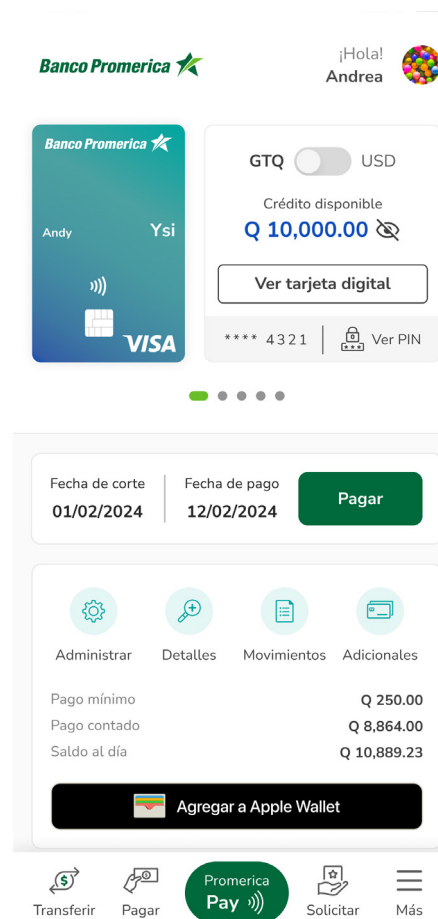 Banco Promerica
¡Hola!
Andrea
Banco Promerica
Andy
Ysi
VISA
GTQ USD
Crédito disponible
Q 10,000.00
Ver tarjeta digital
**** 4321
Ver PIN
Fecha de corte
01/02/2024
Fecha de pago
12/02/2024
Pagar
Administrar
Detalles
Movimientos
Adicionales
Pago mínimo Q 250.00
Pago contado Q 8,864.00
Saldo al día Q 10,889.23
Agregar a Apple Wallet
Transferir
Pagar
Promerica
Pay
Solicitar
Más